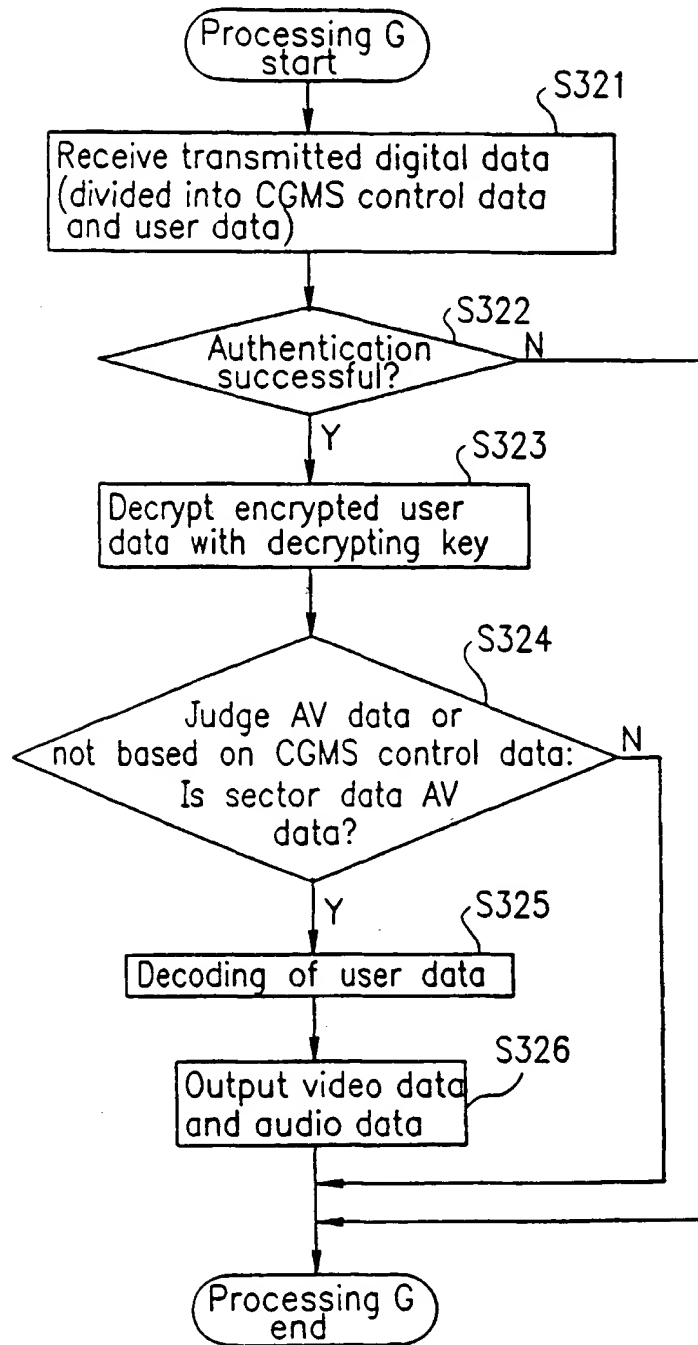 Processing G
start
S321
Receive transmitted digital data
(divided into CGMS control data
and user data)
S322
Authentication
successful?
N
Y
S323
Decrypt encrypted user
data with decrypting key
S324
Judge AV data or
not based on CGMS control data:
Is sector data AV
data?
N
Y
S325
Decoding of user data
S326
Output video data
and audio data
Processing G
end